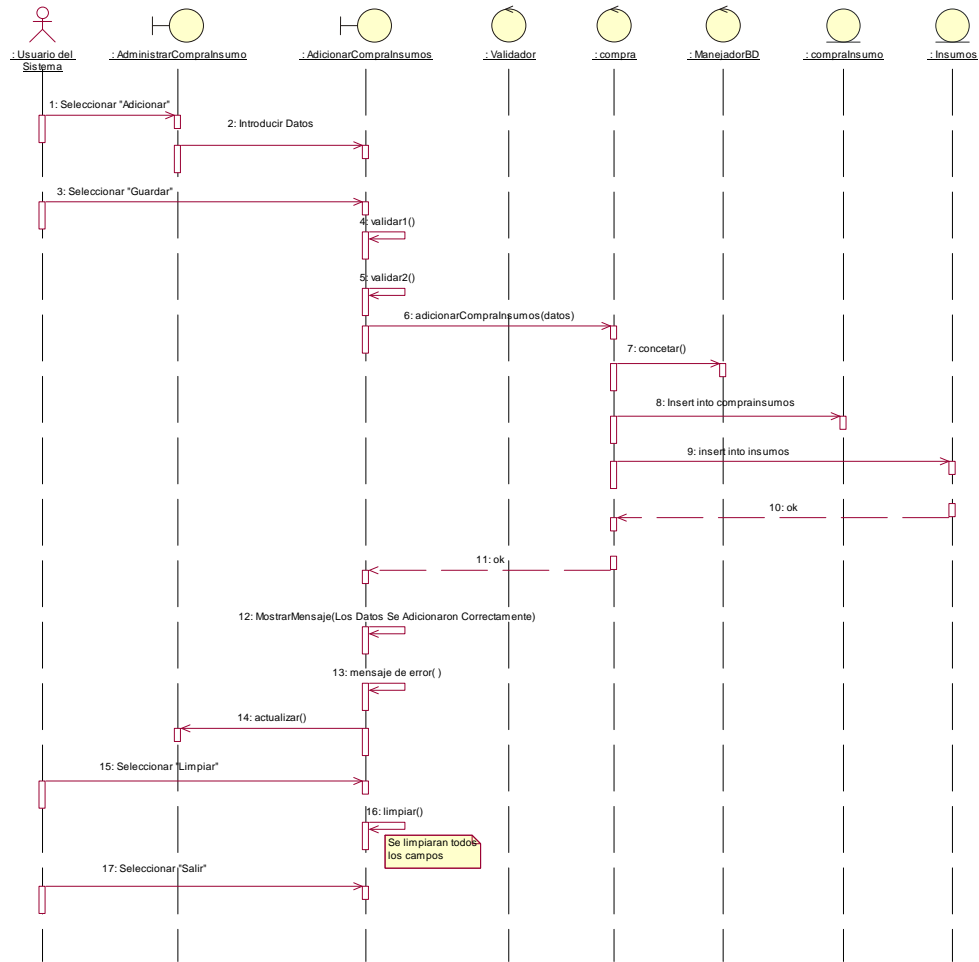 : Usuario del
Sistema
: AdministrarCompraInsumo
: AdicionarCompraInsumos
: Validador
: compra
: ManejadorBD
: compraInsumo
: Insumos
1: Seleccionar "Adicionar"
2: Introducir Datos
3: Seleccionar "Guardar"
4: validar1()
5: validar2()
6: adicionarCompraInsumos(datos)
7: concetar()
8: Insert into comprainsumos
9: insert into insumos
10: ok
11: ok
12: MostrarMensaje(Los Datos Se Adicionaron Correctamente)
13: mensaje de error( )
14: actualizar()
15: Seleccionar "Limpiar"
16: limpiar()
Se limpiaran todos
los campos
17: Seleccionar "Salir"